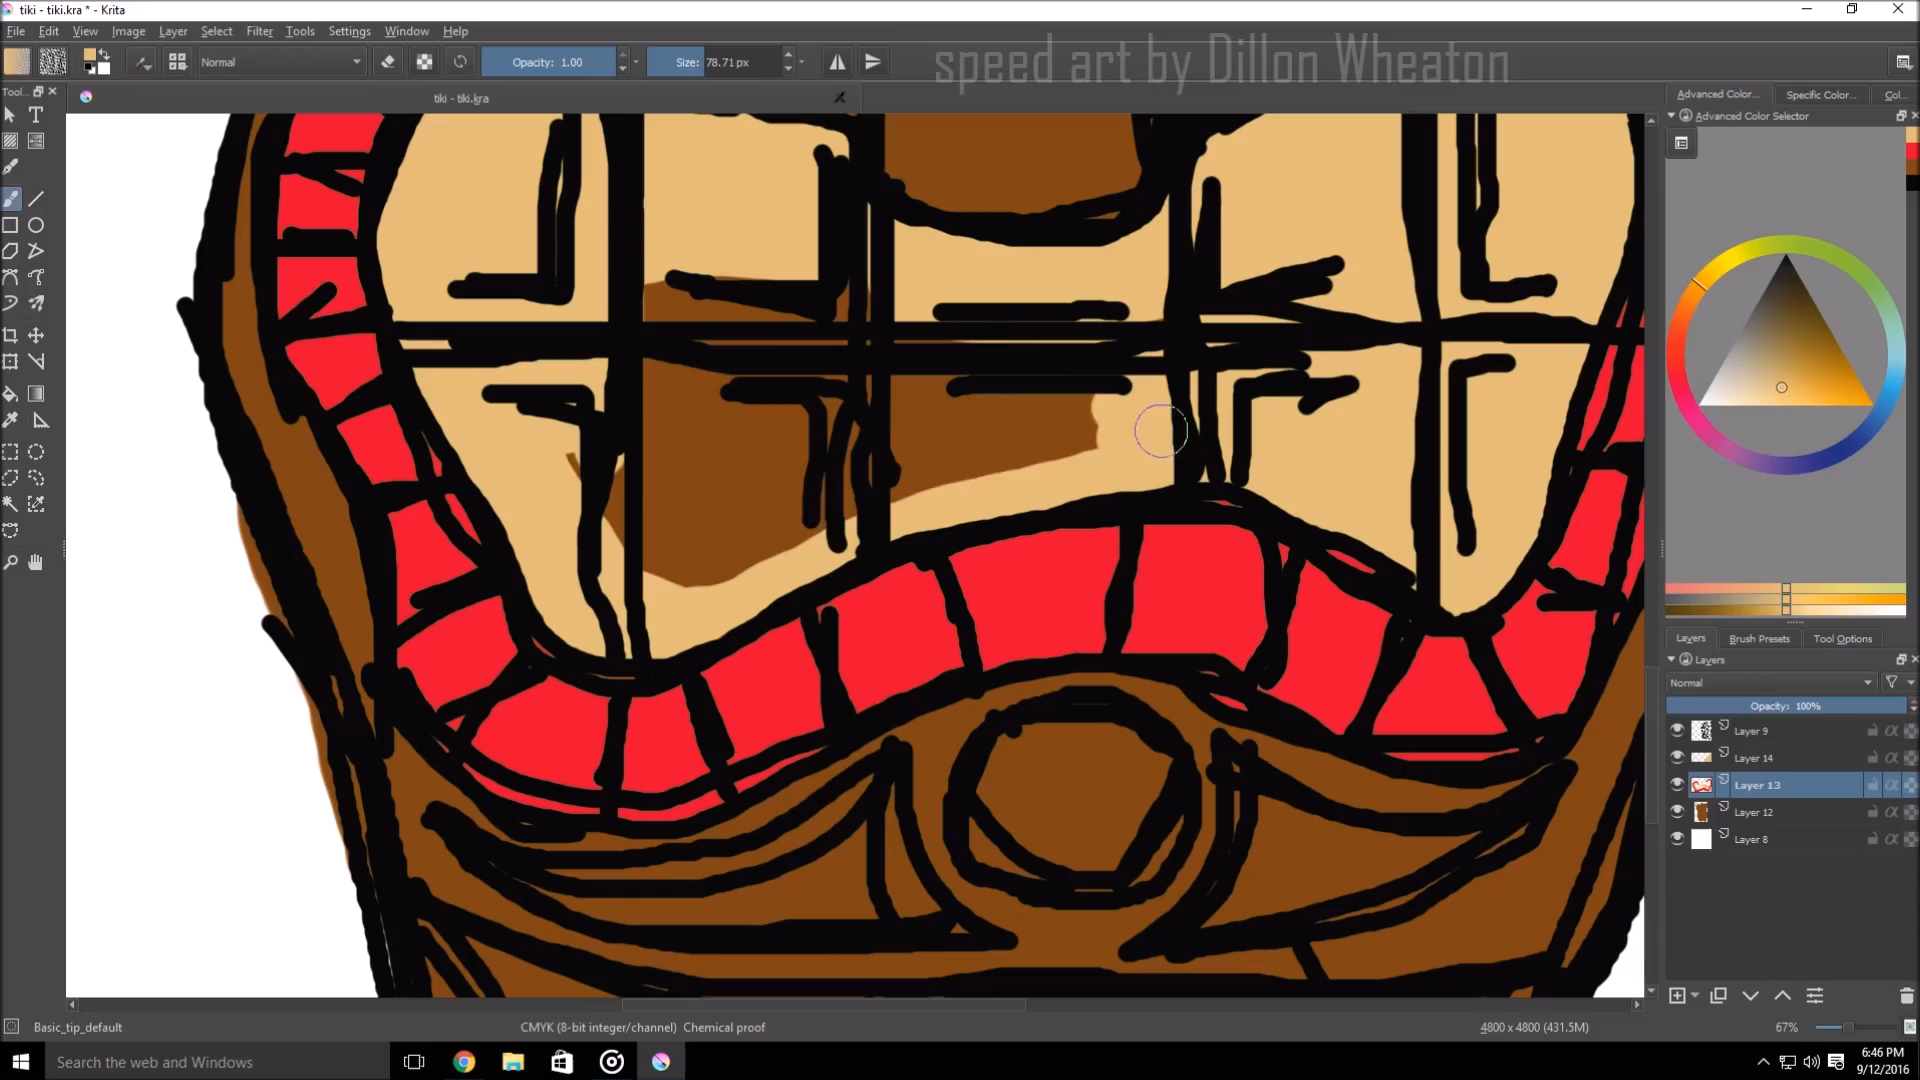 tiki - tiki.kra * - Krita
File Edit View Image Layer Select Filter Tools Settings Window Help
Normal Opacity: 1.00 Size: 78.71 px
speed art by Dillon Wheaton
Tool...
tiki - tiki.kra
Advanced Color... Specific Color... Col...
Advanced Color Selector
Layers Brush Presets Tool Options
Layers
Normal
Opacity: 100%
Layer 9
Layer 14
Layer 13
Layer 12
Layer 8
Basic_tip_default CMYK (8-bit integer/channel) Chemical proof 4800 x 4800 (431.5M) 67%
Search the web and Windows
6:46 PM
9/12/2016